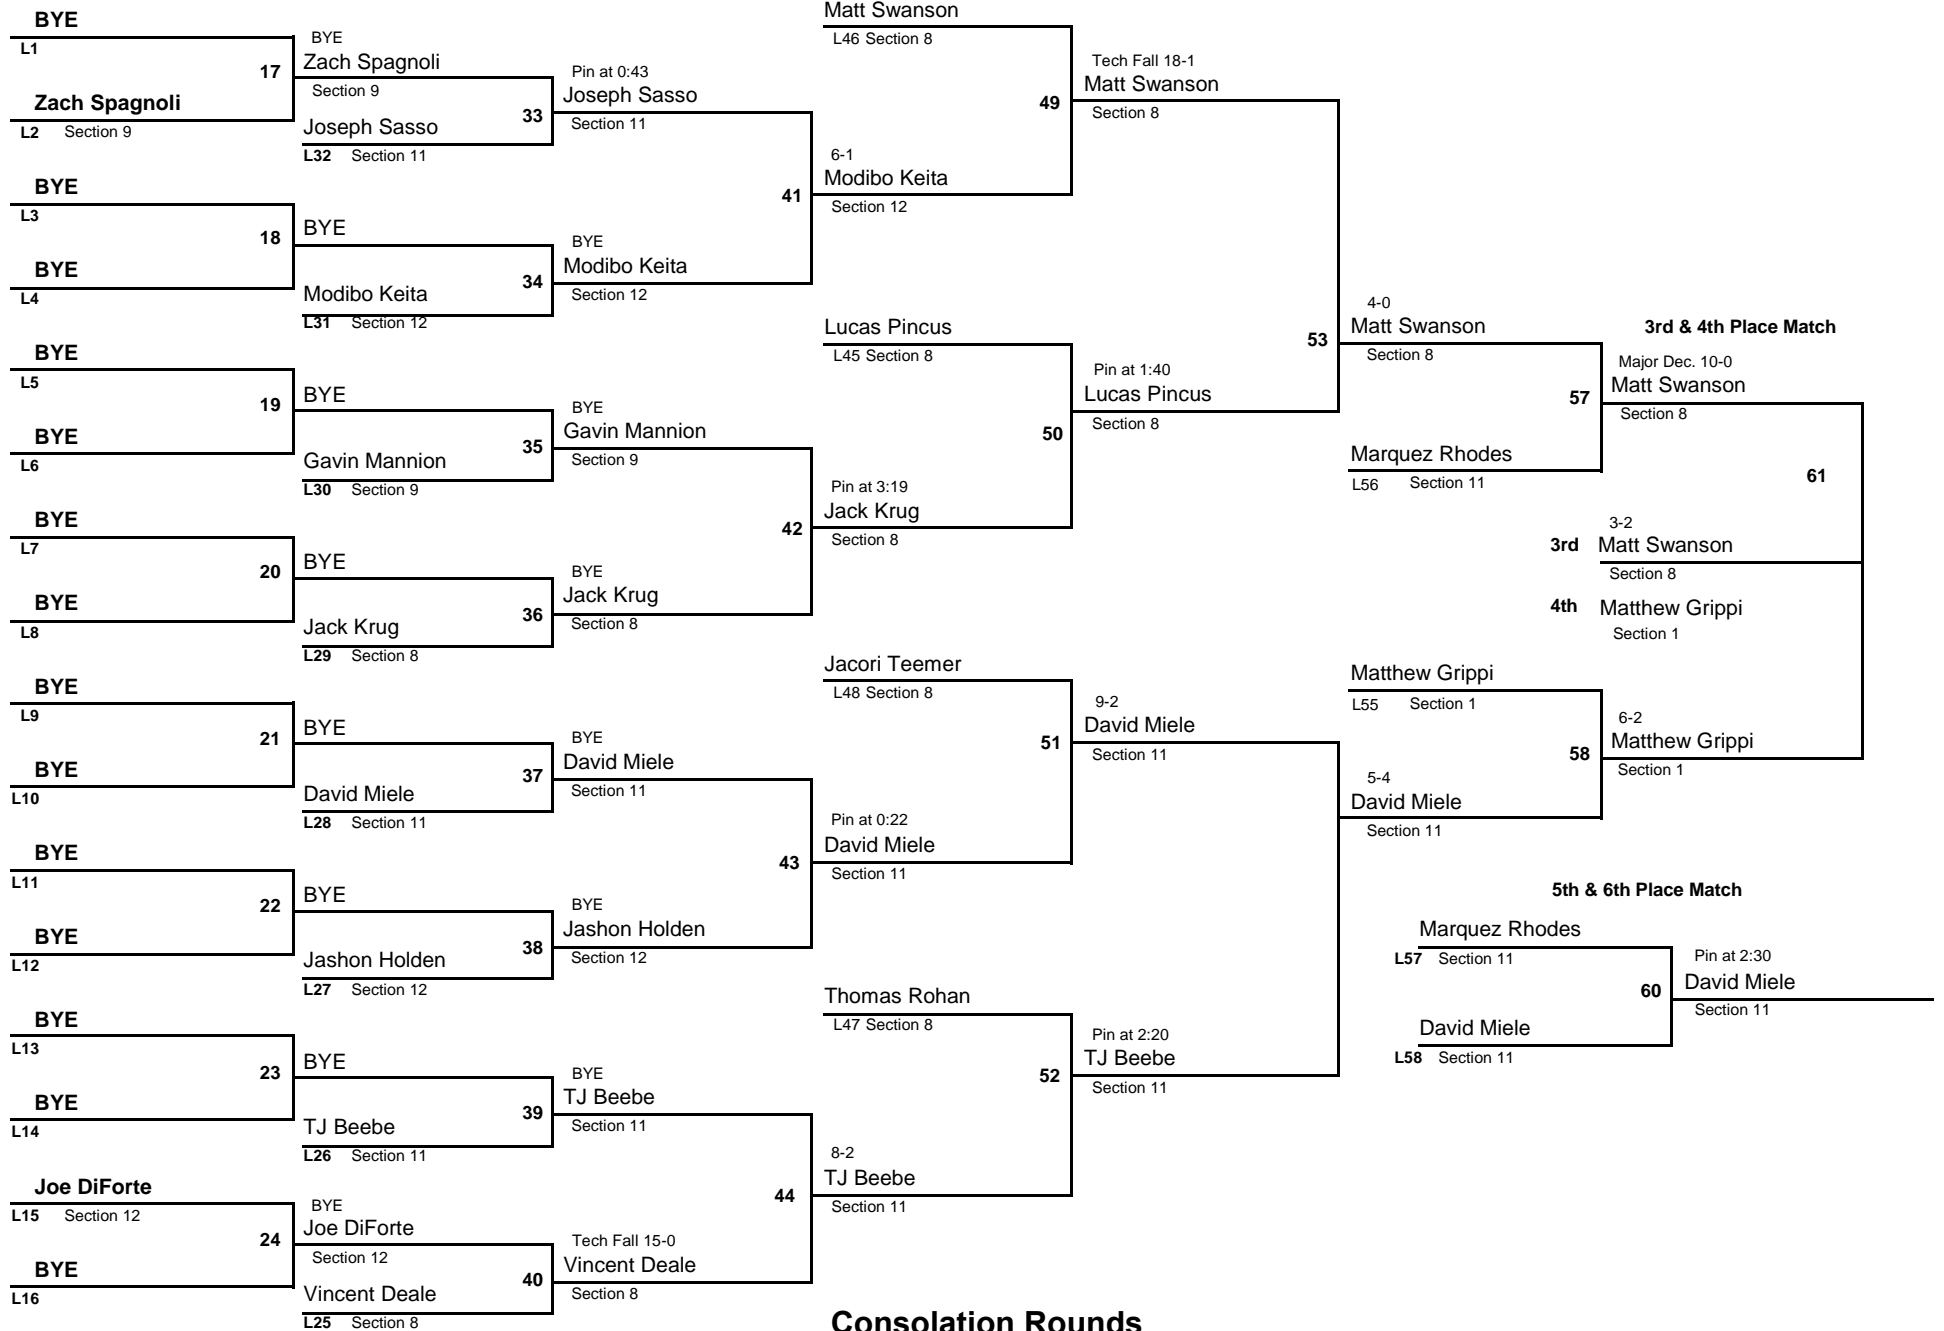 BYE
L1
17
Zach Spagnoli
L2 Section 9
BYE
L3
18
BYE
L4
BYE
L5
19
BYE
L6
BYE
L7
20
BYE
L8
BYE
L9
21
BYE
L10
BYE
L11
22
BYE
L12
BYE
L13
23
BYE
L14
Joe DiForte
L15 Section 12
24
BYE
L16
BYE
Zach Spagnoli
Section 9
33
Joseph Sasso
L32 Section 11
BYE
34
Modibo Keita
L31 Section 12
BYE
35
Gavin Mannion
L30 Section 9
BYE
36
Jack Krug
L29 Section 8
BYE
37
David Miele
L28 Section 11
BYE
38
Jashon Holden
L27 Section 12
BYE
39
TJ Beebe
L26 Section 11
BYE
Joe DiForte
Section 12
40
Vincent Deale
L25 Section 8
Pin at 0:43
Joseph Sasso
Section 11
41
BYE
Modibo Keita
Section 12
BYE
Gavin Mannion
Section 9
42
BYE
Jack Krug
Section 8
BYE
David Miele
Section 11
43
BYE
Jashon Holden
Section 12
BYE
TJ Beebe
Section 11
44
Tech Fall 15-0
Vincent Deale
Section 8
Matt Swanson
L46 Section 8
49
6-1
Modibo Keita
Section 12
Lucas Pincus
L45 Section 8
50
Pin at 3:19
Jack Krug
Section 8
Jacori Teemer
L48 Section 8
51
Pin at 0:22
David Miele
Section 11
Thomas Rohan
L47 Section 8
52
8-2
TJ Beebe
Section 11
Tech Fall 18-1
Matt Swanson
Section 8
53
Pin at 1:40
Lucas Pincus
Section 8
9-2
David Miele
Section 11
Pin at 2:20
TJ Beebe
Section 11
4-0
Matt Swanson
Section 8
57
Marquez Rhodes
L56 Section 11
Matthew Grippi
L55 Section 1
58
5-4
David Miele
Section 11
3rd & 4th Place Match
Major Dec. 10-0
Matt Swanson
Section 8
61
3-2
3rd Matt Swanson
Section 8
4th Matthew Grippi
Section 1
6-2
Matthew Grippi
Section 1
5th & 6th Place Match
Marquez Rhodes
L57 Section 11
60
David Miele
L58 Section 11
Pin at 2:30
David Miele
Section 11
Consolation Rounds